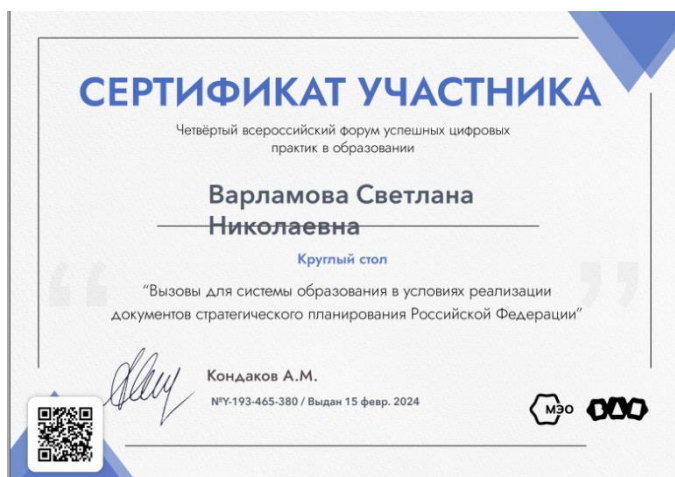 СЕРТИФИКАТ УЧАСТНИКА
Четвёртый всероссийский форум успешных цифровых
практик в образовании
Варламова Светлана
Николаевна
Круглый стол
“Вызовы для системы образования в условиях реализации
документов стратегического планирования Российской Федерации”
Кондаков А.М.
№Y-193-465-380 / Выдан 15 февр. 2024
МЭО